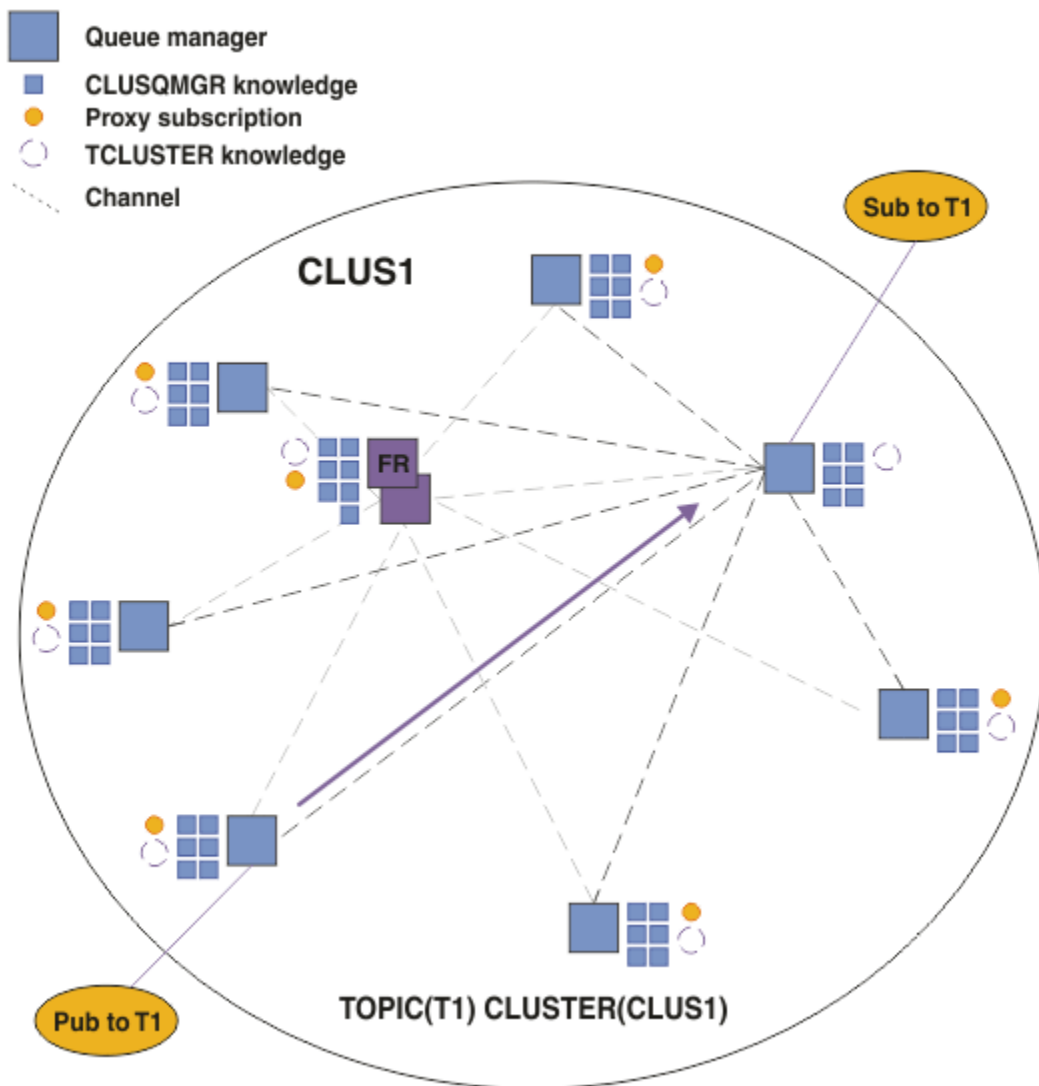 Queue manager
CLUSQMGR knowledge
Proxy subscription
TCLUSTER knowledge
Channel
Sub to T1
CLUS1
FR
Pub to T1
TOPIC(T1) CLUSTER(CLUS1)